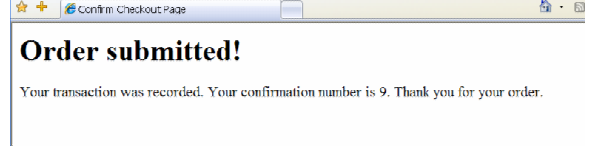 Confirm Checkout Page
Order submitted!
Your transaction was recorded. Your confirmation number is 9. Thank you for your order.